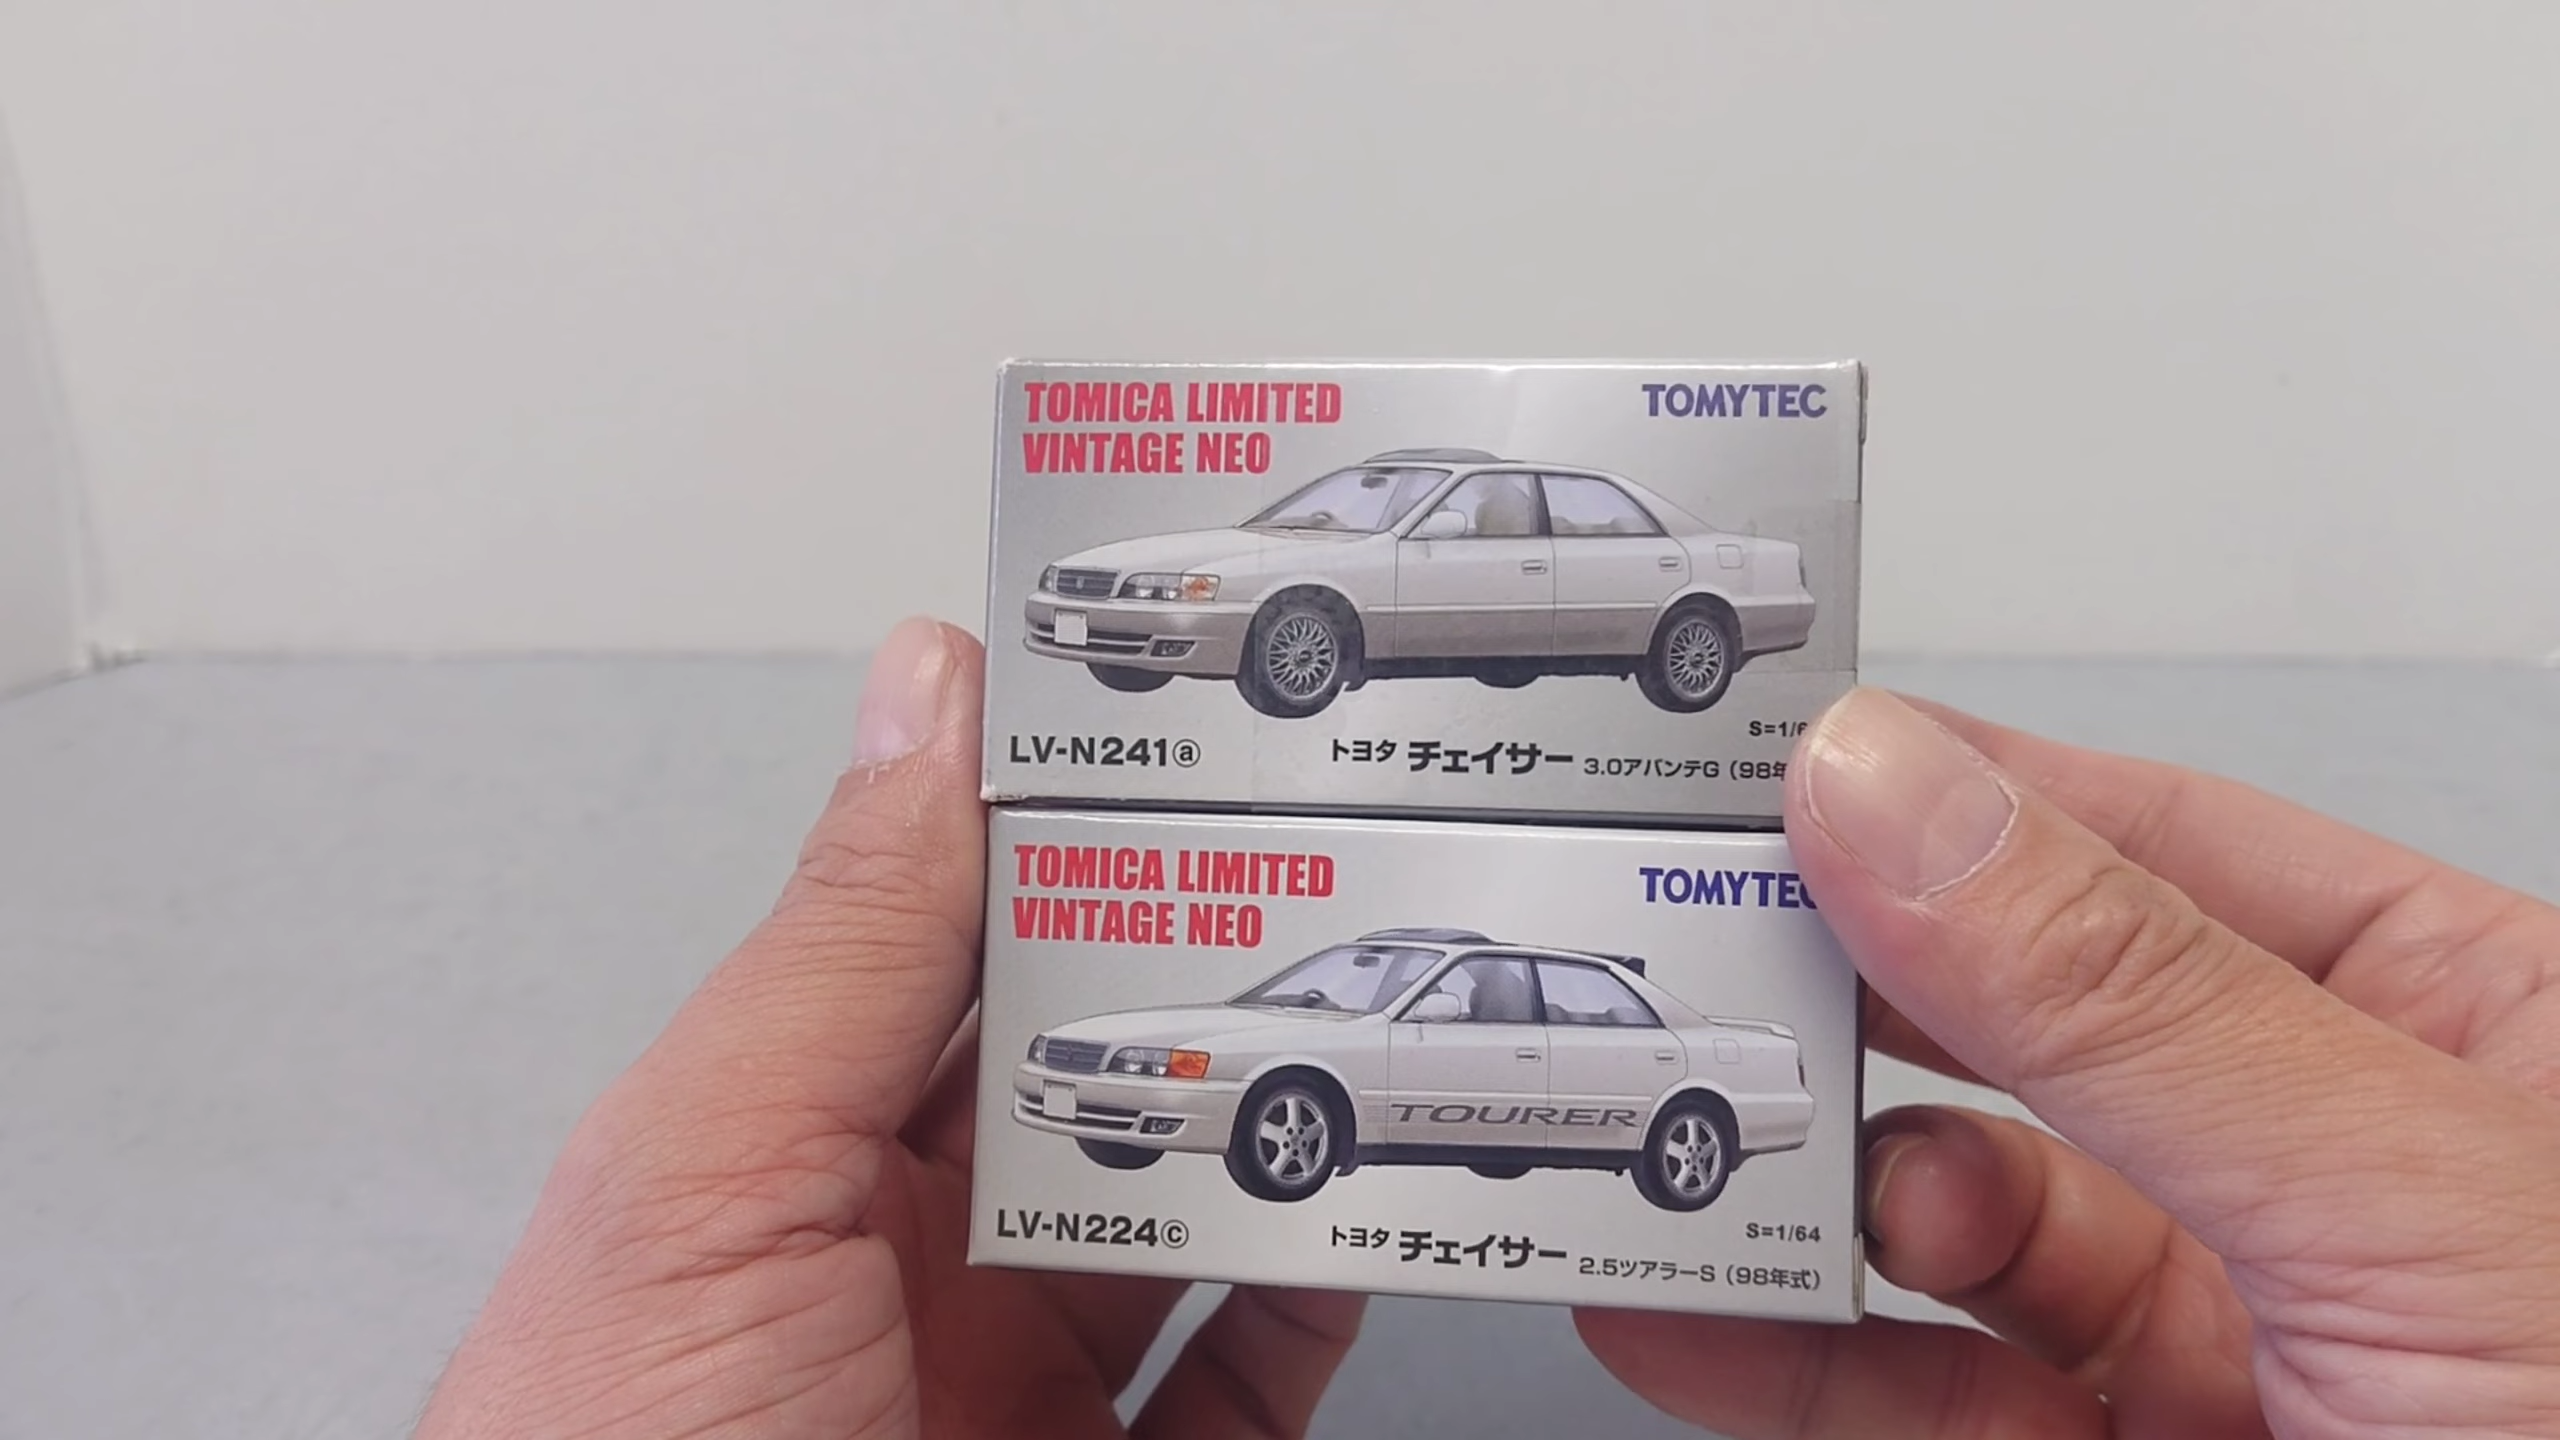 TOMICA LIMITED
VINTAGE NEO
TOMYTEC
S=1/6
LV-N241ⓐ
トヨタ チェイサー 3.0アバンテG (98年
TOMICA LIMITED
VINTAGE NEO
TOMYTEC
TOURER
S=1/64
LV-N224ⓒ
トヨタ チェイサー 2.5ツアラーS (98年式)